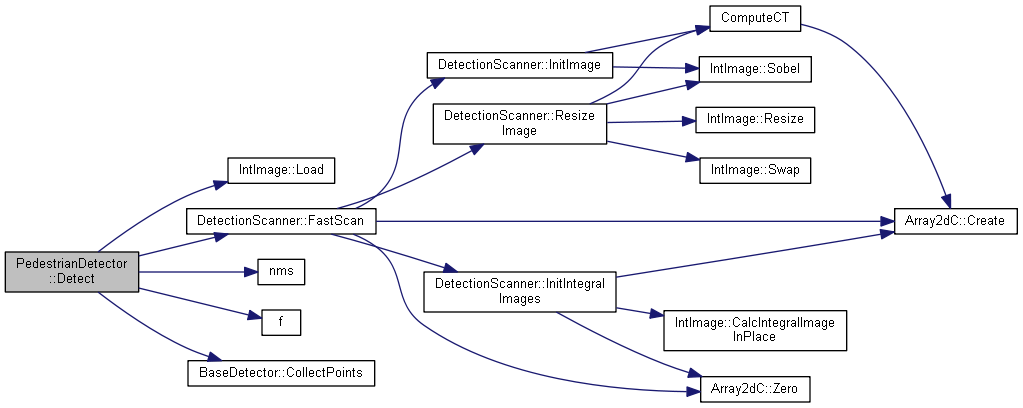 ComputeCT
DetectionScanner::InitImage
IntImage::Sobel
DetectionScanner::Resize
Image
IntImage::Resize
IntImage::Load
IntImage::Swap
DetectionScanner::FastScan
Array2dC::Create
PedestrianDetector
::Detect
nms
DetectionScanner::InitIntegral
Images
f
IntImage::CalcIntegralImage
InPlace
BaseDetector::CollectPoints
Array2dC::Zero